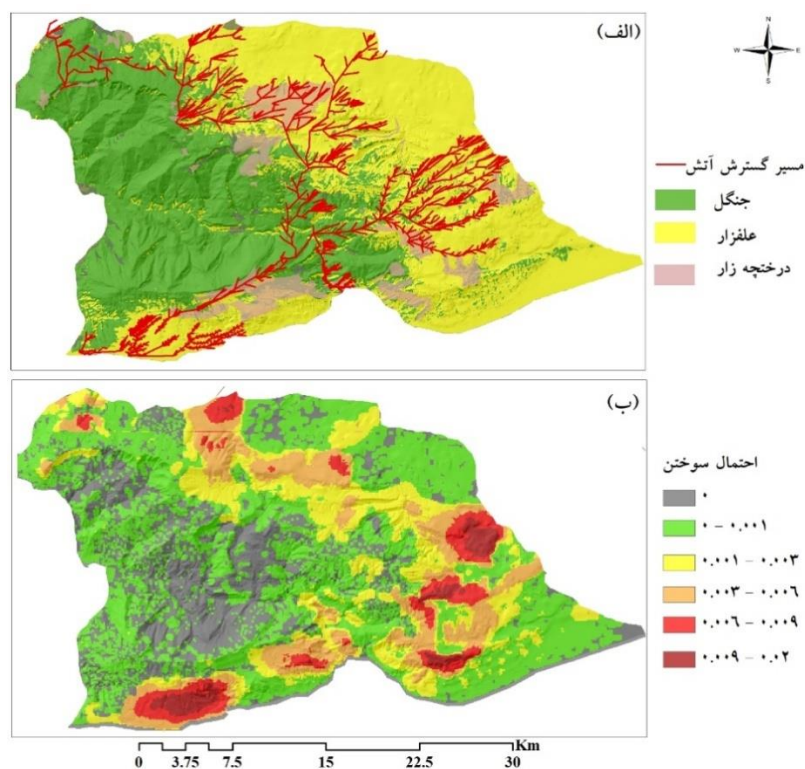 (الف)
N
W E
S
مسیر گسترش آتش
جنگل
علفزار
درختچه زار
(ب)
احتمال سوختن
۰
۰ – ۰.۰۰۱
۰.۰۰۱ – ۰.۰۰۳
۰.۰۰۳ – ۰.۰۰۶
۰.۰۰۶ – ۰.۰۰۹
۰.۰۰۹ – ۰.۰۲
Km
0 3.75 7.5 15 22.5 30